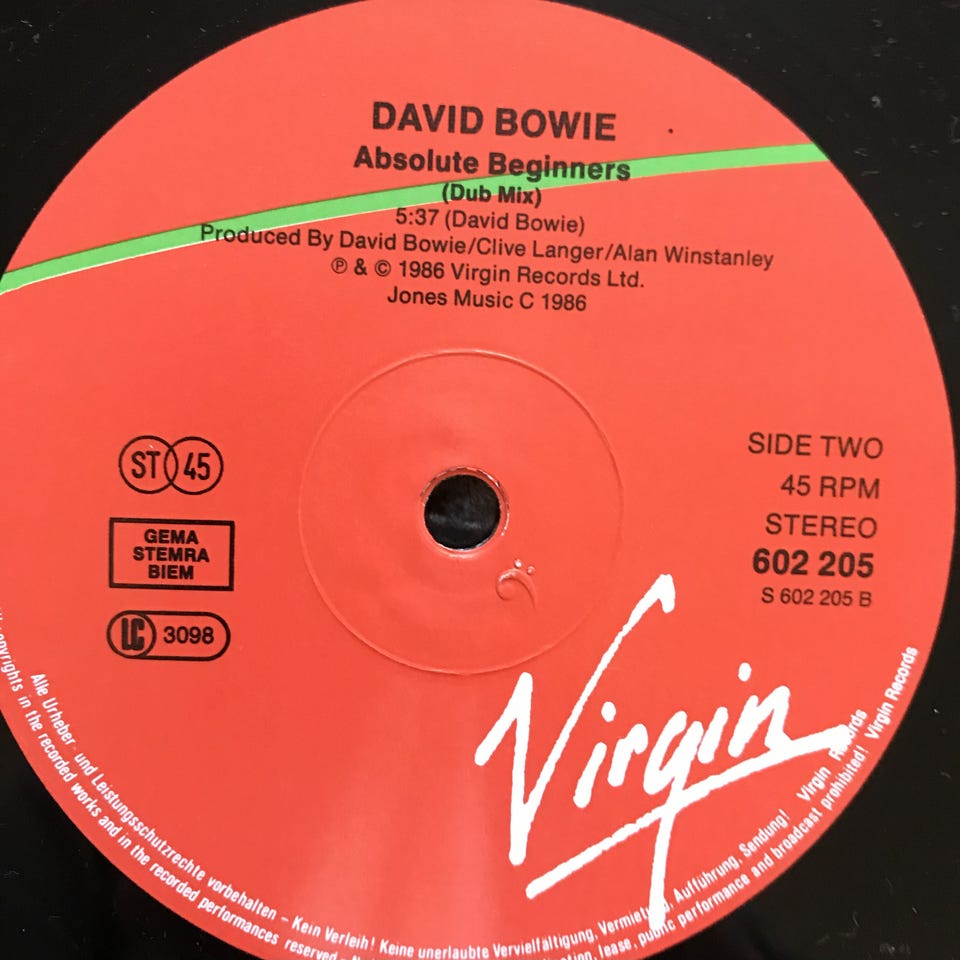 DAVID BOWIE
Absolute Beginners
(Dub Mix)
5:37 (David Bowie)
Produced By David Bowie/Clive Langer/Alan Winstanley
℗ & © 1986 Virgin Records Ltd.
Jones Music C 1986
ST 45
GEMA
STEMRA
BIEM
LC 3098
SIDE TWO
45 RPM
STEREO
602 205
S 602 205 B
Virgin
Alle Urheber- und Leistungsschutzrechte vorbehalten – Kein Verleih! Keine unerlaubte Vervielfältigung, Vermietung, Aufführung, Sendung! Virgin Records
copyrights in the recorded works and in the recorded performances reserved – lease, public performance and broadcast prohibited! Virgin Records